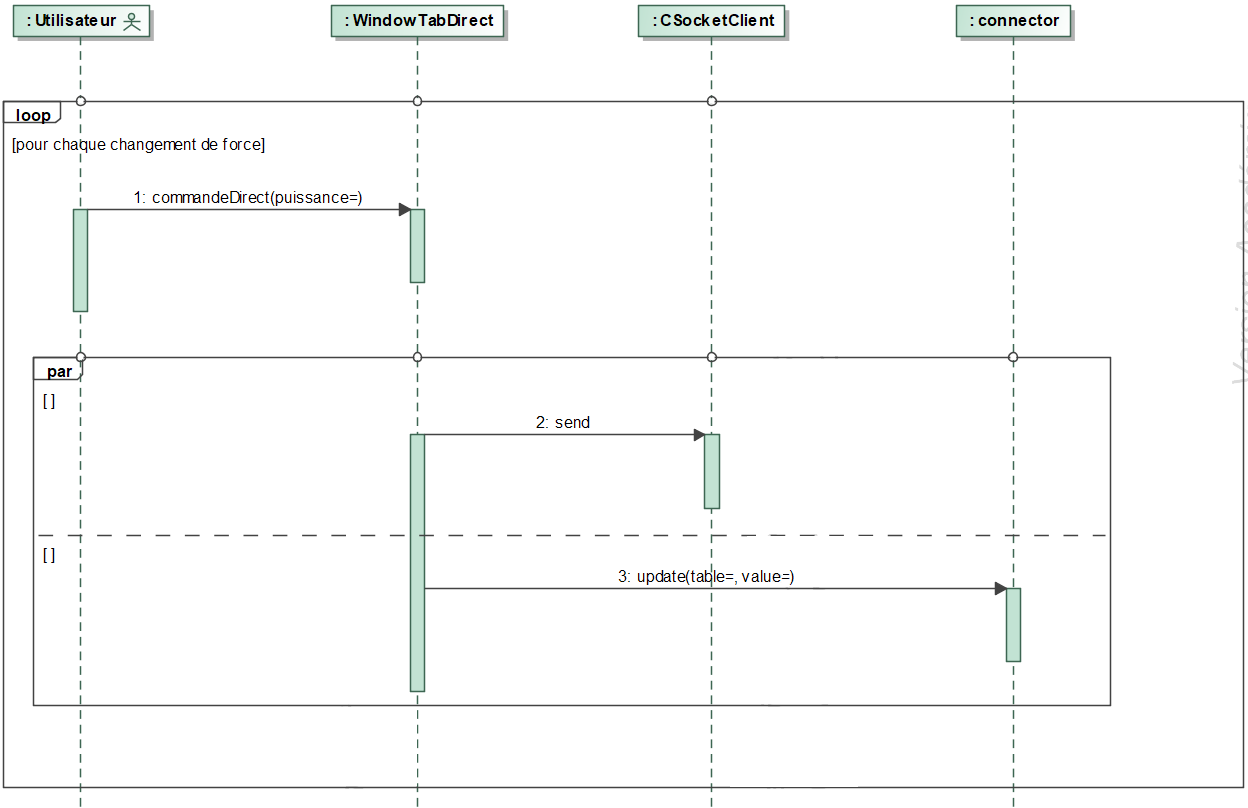 : Utilisateur
: WindowTabDirect
: CSocketClient
: connector
loop
[pour chaque changement de force]
1: commandeDirect(puissance=)
par
[ ]
2: send
[ ]
3: update(table=, value=)